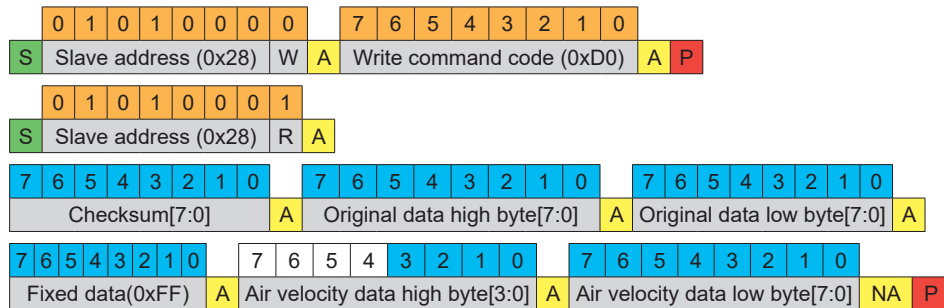 0 1 0 1 0 0 0 0 7 6 5 4 3 2 1 0
S Slave address (0x28) W A Write command code (0xD0) A P
0 1 0 1 0 0 0 1
S Slave address (0x28) R A
7 6 5 4 3 2 1 0 7 6 5 4 3 2 1 0 7 6 5 4 3 2 1 0
Checksum[7:0] A Original data high byte[7:0] A Original data low byte[7:0] A
7 6 5 4 3 2 1 0 7 6 5 4 3 2 1 0 7 6 5 4 3 2 1 0
Fixed data(0xFF) A Air velocity data high byte[3:0] A Air velocity data low byte[7:0] NA P